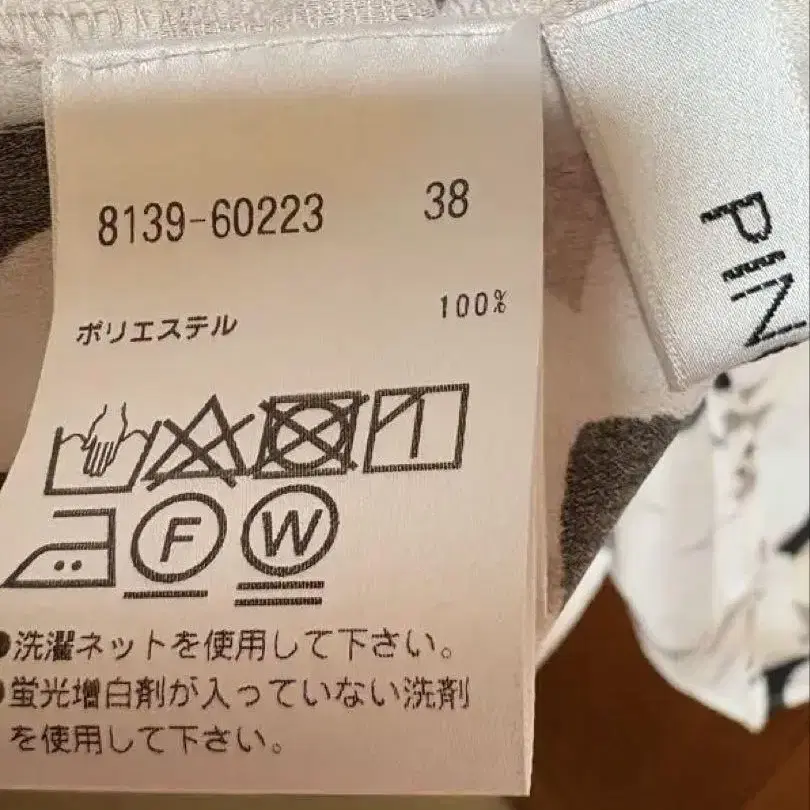 8139-60223 38
ポリエステル 100%
F W
●洗濯ネットを使用して下さい。
●蛍光増白剤が入っていない洗剤
を使用して下さい。
PIN